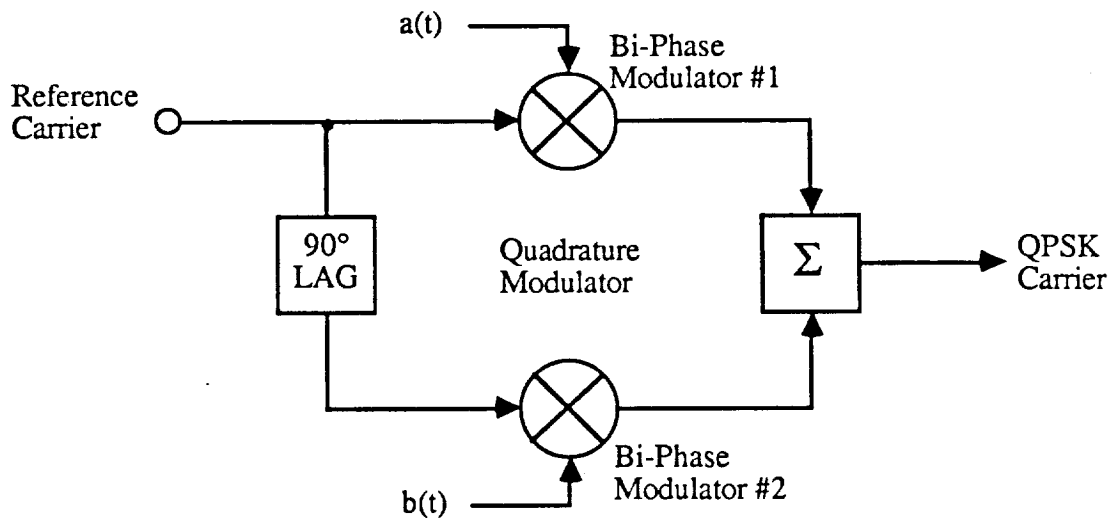 a(t)
Bi-Phase
Modulator #1
Reference
Carrier
90°
LAG
Quadrature
Modulator
Σ
QPSK
Carrier
Bi-Phase
Modulator #2
b(t)